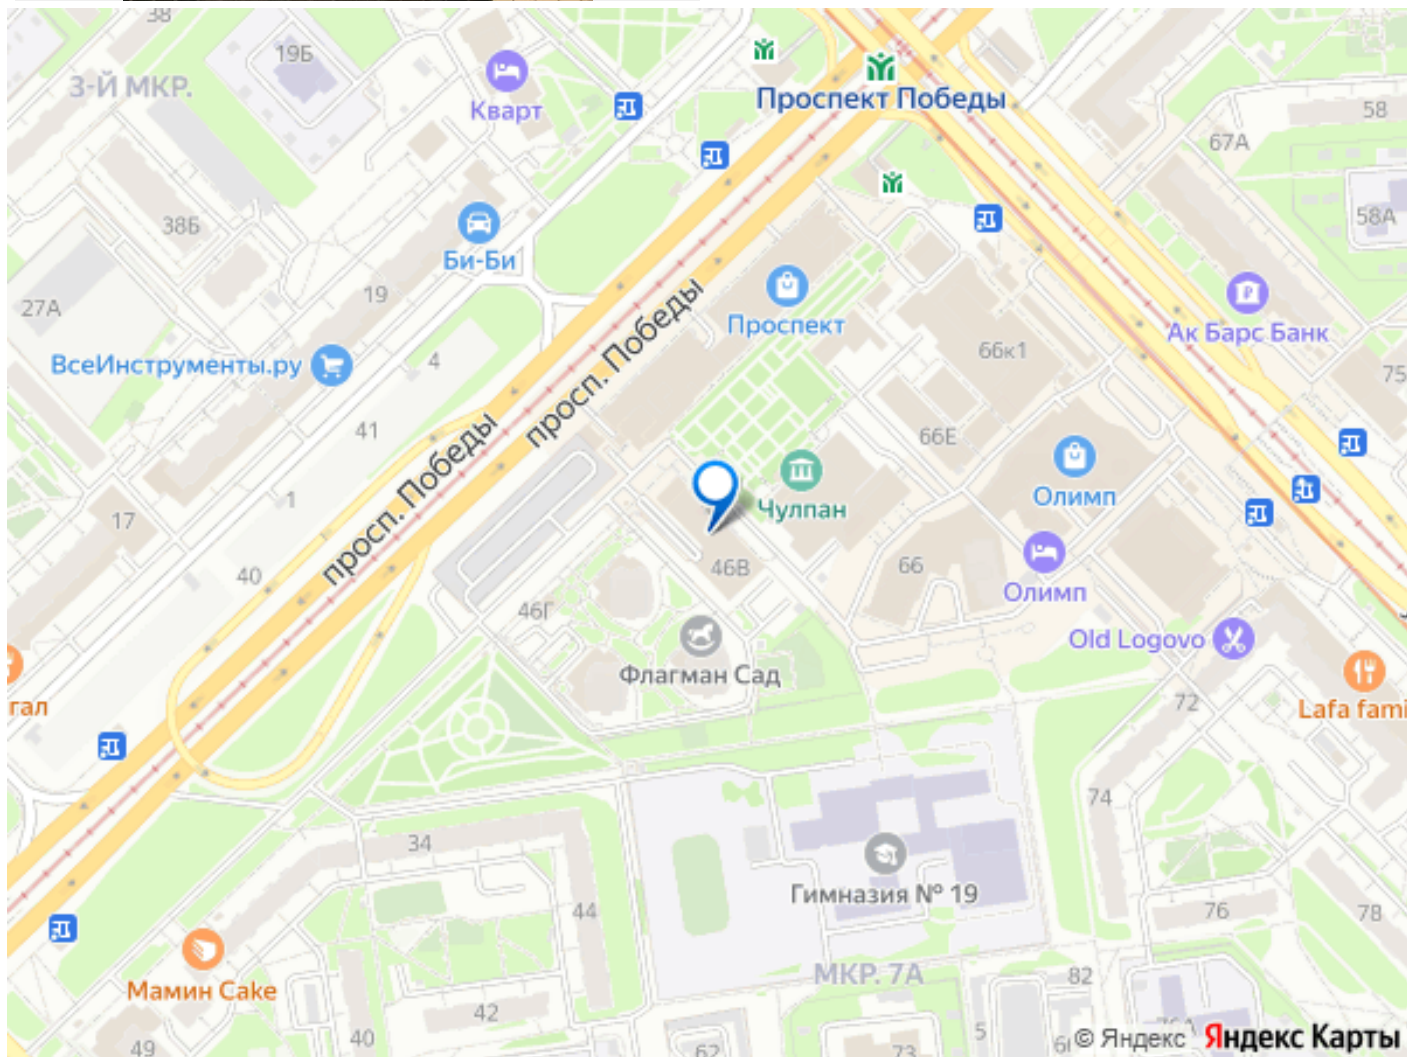 38
19Б
3-Й МКР.
Кварт
Проспект Победы
58
67А
38Б
58А
Би-Би
27А
19
Проспект
просп. Победы
Ак Барс Банк
66к1
ВсеИнструменты.ру
4
75
41
66Е
просп. Победы
1
17
Чулпан
Олимп
46В
66
40
Олимп
46Г
Old Logovo
Флагман Сад
гал
72
Lafa fami
74
34
Гимназия № 19
44
76
78
МКР. 7А
82
Мамин Cake
42
40
5
49
62
73
© Яндекс
Яндекс Карты